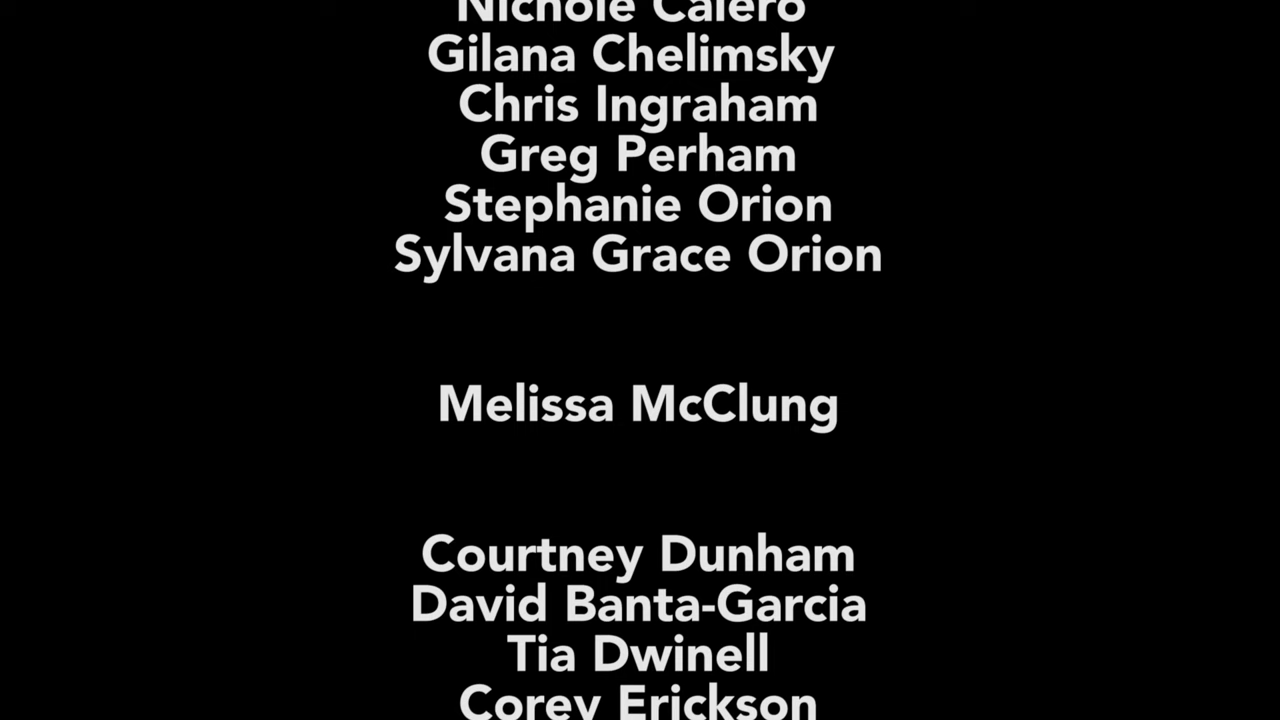 Nichole Calero
Gilana Chelimsky
Chris Ingraham
Greg Perham
Stephanie Orion
Sylvana Grace Orion
Melissa McClung
Courtney Dunham
David Banta-Garcia
Tia Dwinell
Corey Erickson